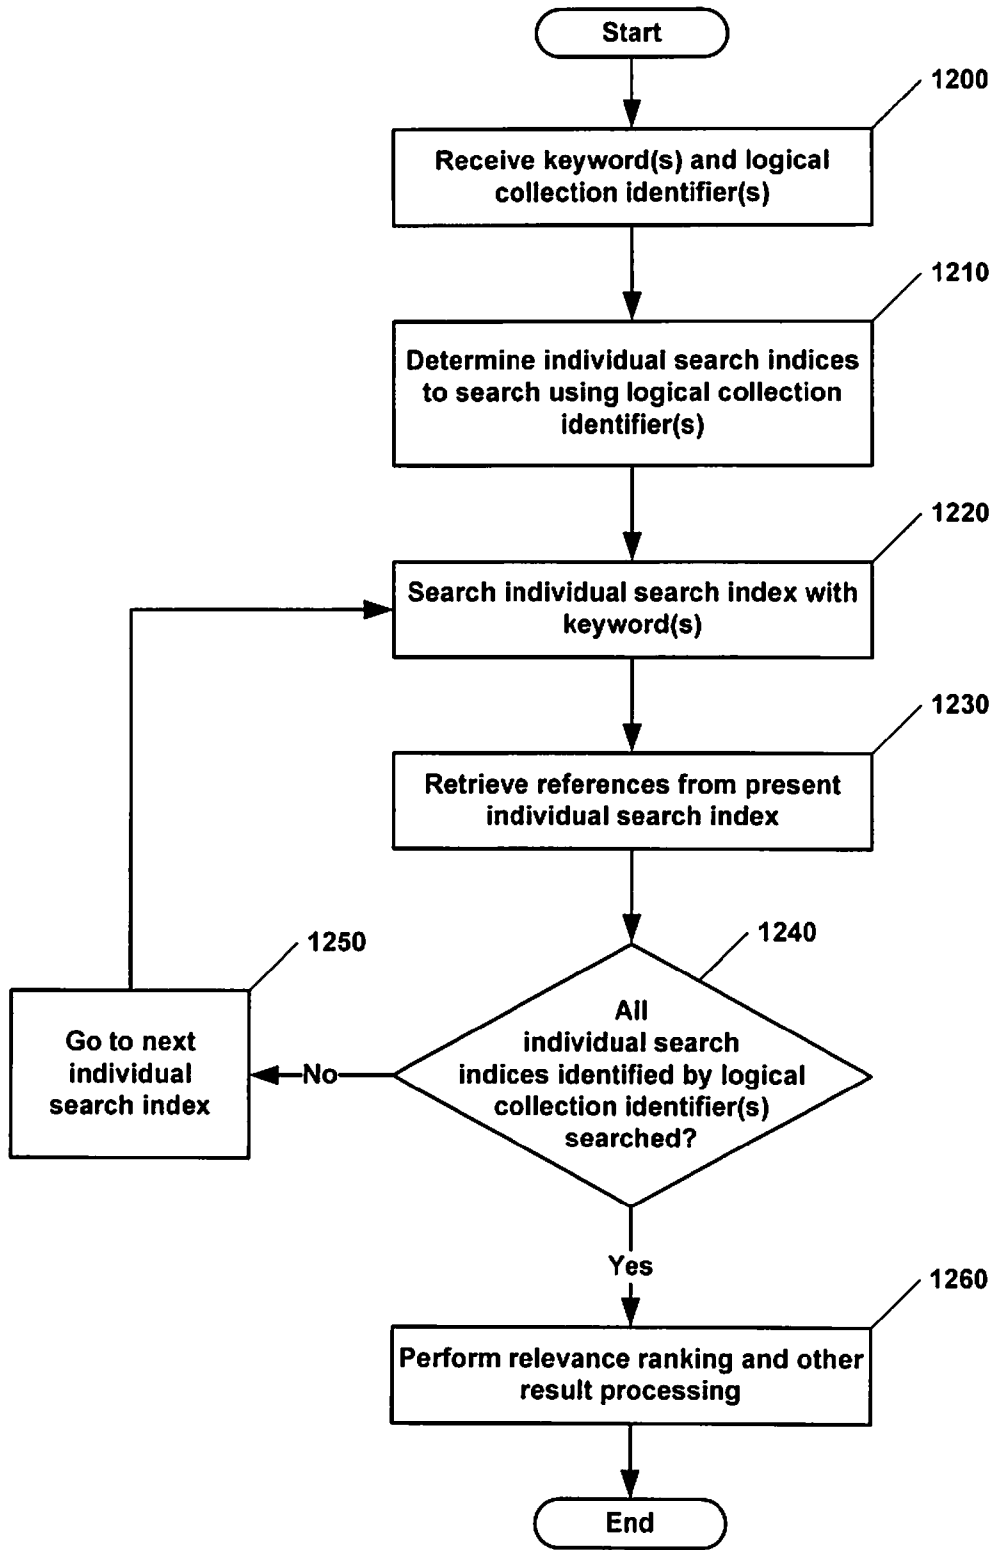 Start
1200
Receive keyword(s) and logical
collection identifier(s)
1210
Determine individual search indices
to search using logical collection
identifier(s)
1220
Search individual search index with
keyword(s)
1230
Retrieve references from present
individual search index
1240
All
individual search
indices identified by logical
collection identifier(s)
searched?
1250
Go to next
individual
search index
No
Yes
1260
Perform relevance ranking and other
result processing
End